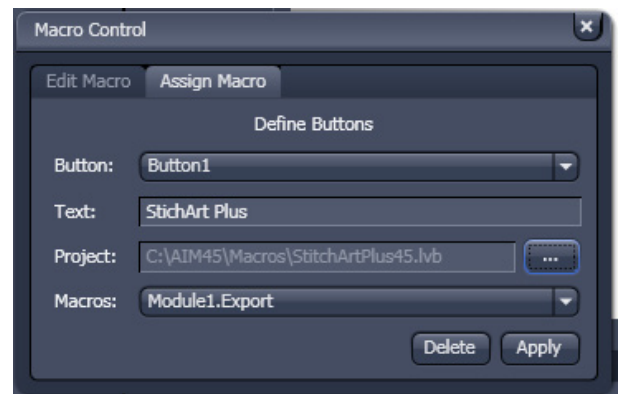 Macro Control
Edit Macro Assign Macro
Define Buttons
Button: Button1
Text: StichArt Plus
Project: C:\AIM45\Macros\StitchArtPlus45.lvb ...
Macros: Module1.Export
Delete Apply